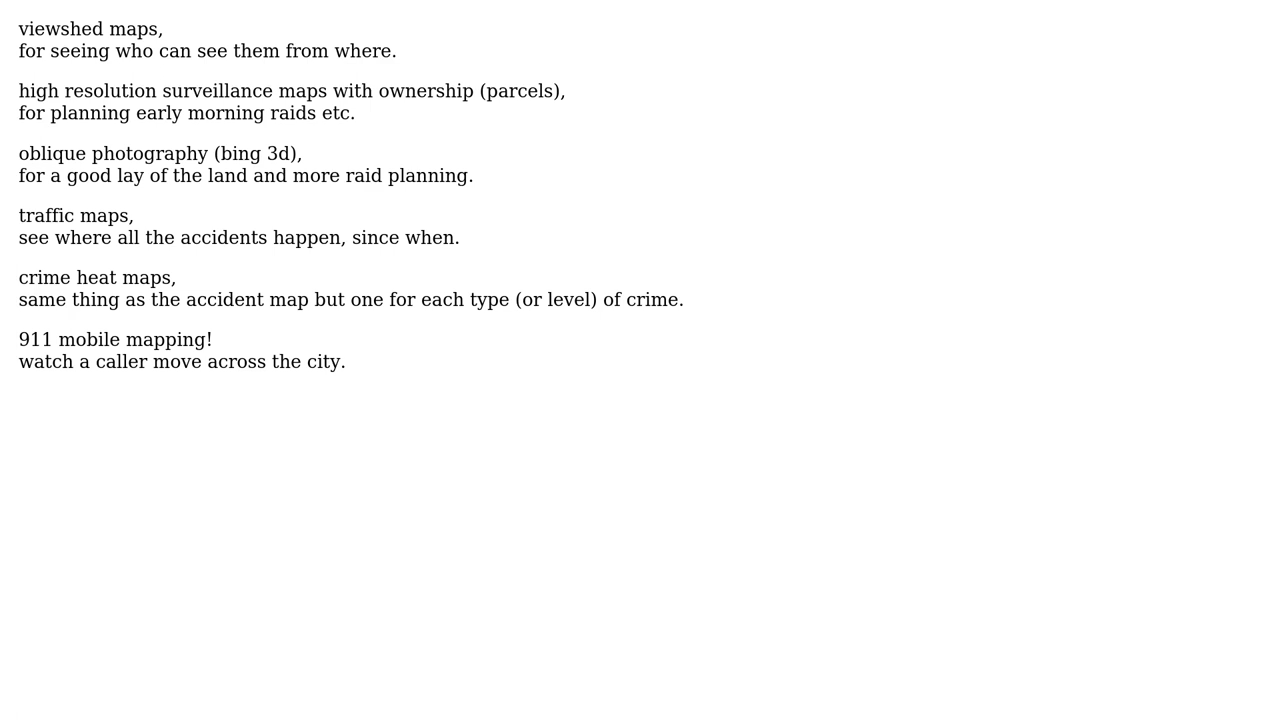 viewshed maps,
for seeing who can see them from where.
high resolution surveillance maps with ownership (parcels),
for planning early morning raids etc.
oblique photography (bing 3d),
for a good lay of the land and more raid planning.
traffic maps,
see where all the accidents happen, since when.
crime heat maps,
same thing as the accident map but one for each type (or level) of crime.
911 mobile mapping!
watch a caller move across the city.